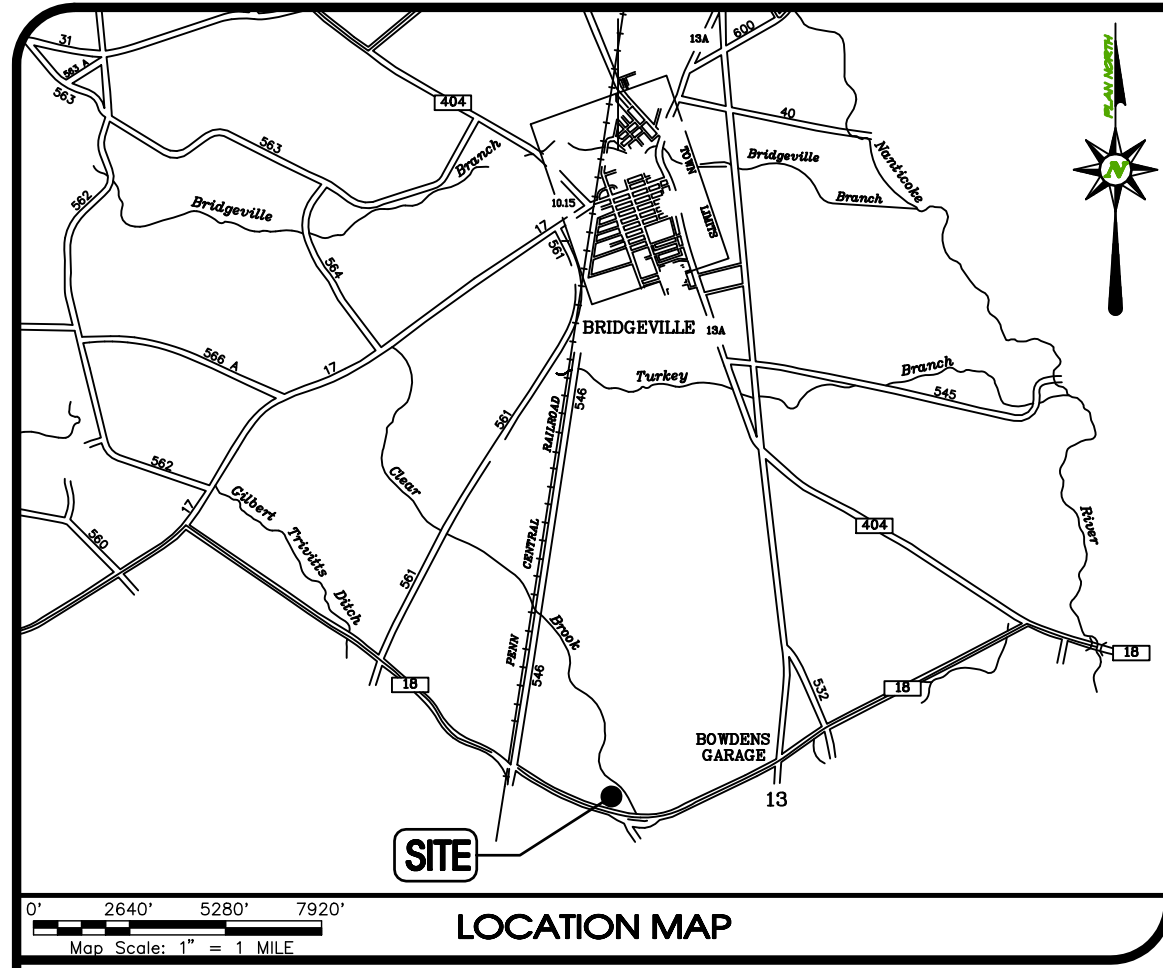 31
563 A
563
404
13A
600
PLAN NORTH
N
40
563
Branch
TOWN
LIMITS
Bridgeville
Branch
Nanticoke
562
Bridgeville
10.15
17
561
564
BRIDGEVILLE
13A
566 A
17
Turkey
Branch
545
546
RAILROAD
561
562
Clear
Gilbert
Trivitts
Ditch
17
560
404
River
CENTRAL
561
Brook
PENN
546
18
18
532
18
BOWDENS
GARAGE
13
SITE
0' 2640' 5280' 7920'
Map Scale: 1" = 1 MILE
LOCATION MAP